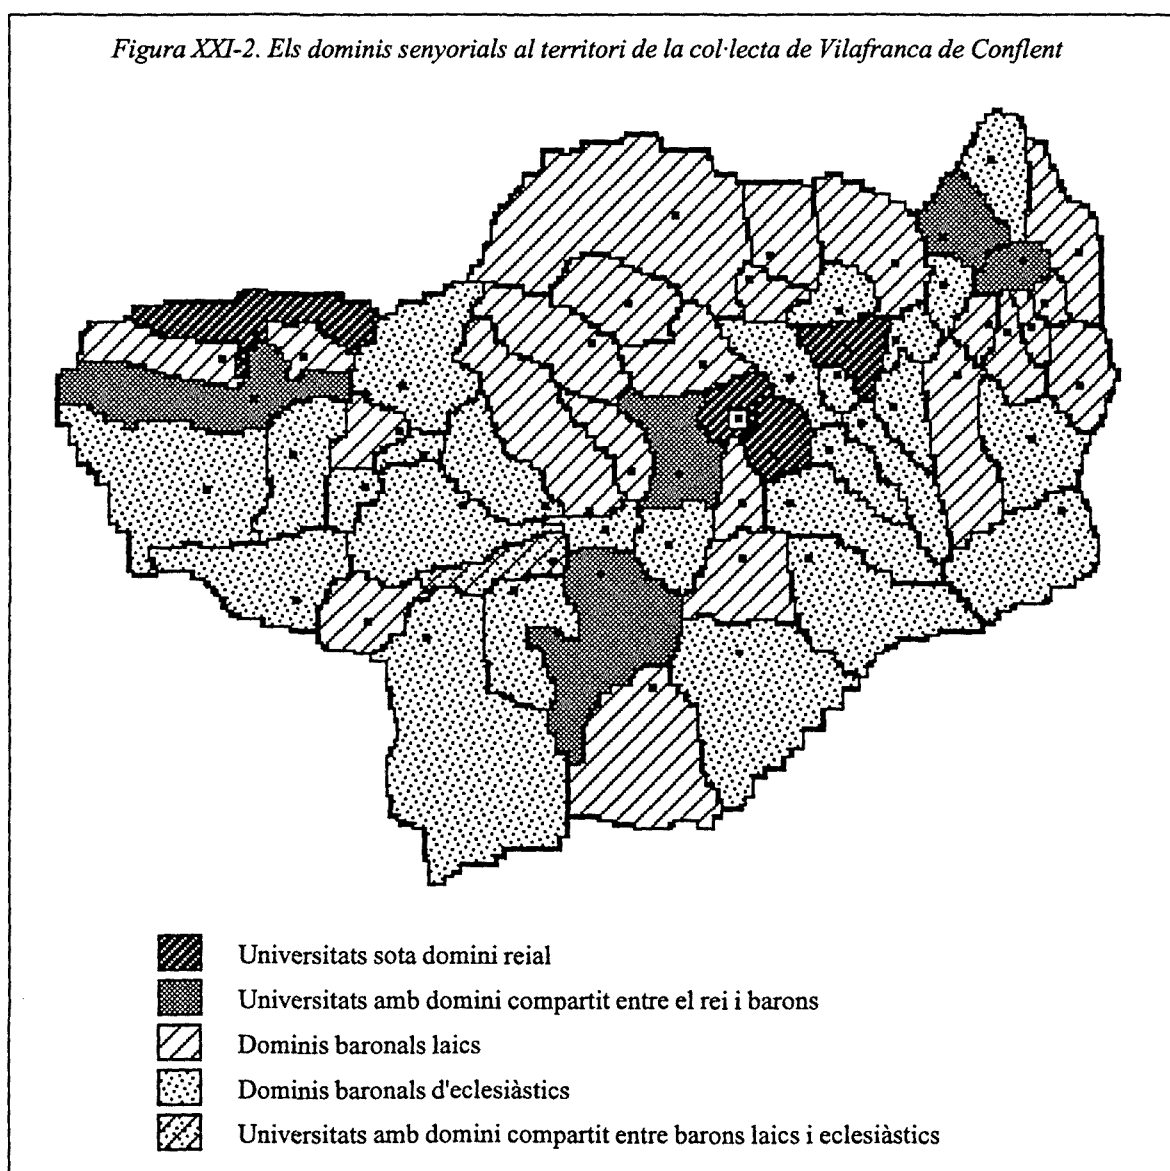 Figura XXI-2. Els dominis senyorials al territori de la col·lecta de Vilafranca de Conflent
Universitats sota domini reial
Universitats amb domini compartit entre el rei i barons
Dominis baronals laics
Dominis baronals d'eclesiàstics
Universitats amb domini compartit entre barons laics i eclesiàstics